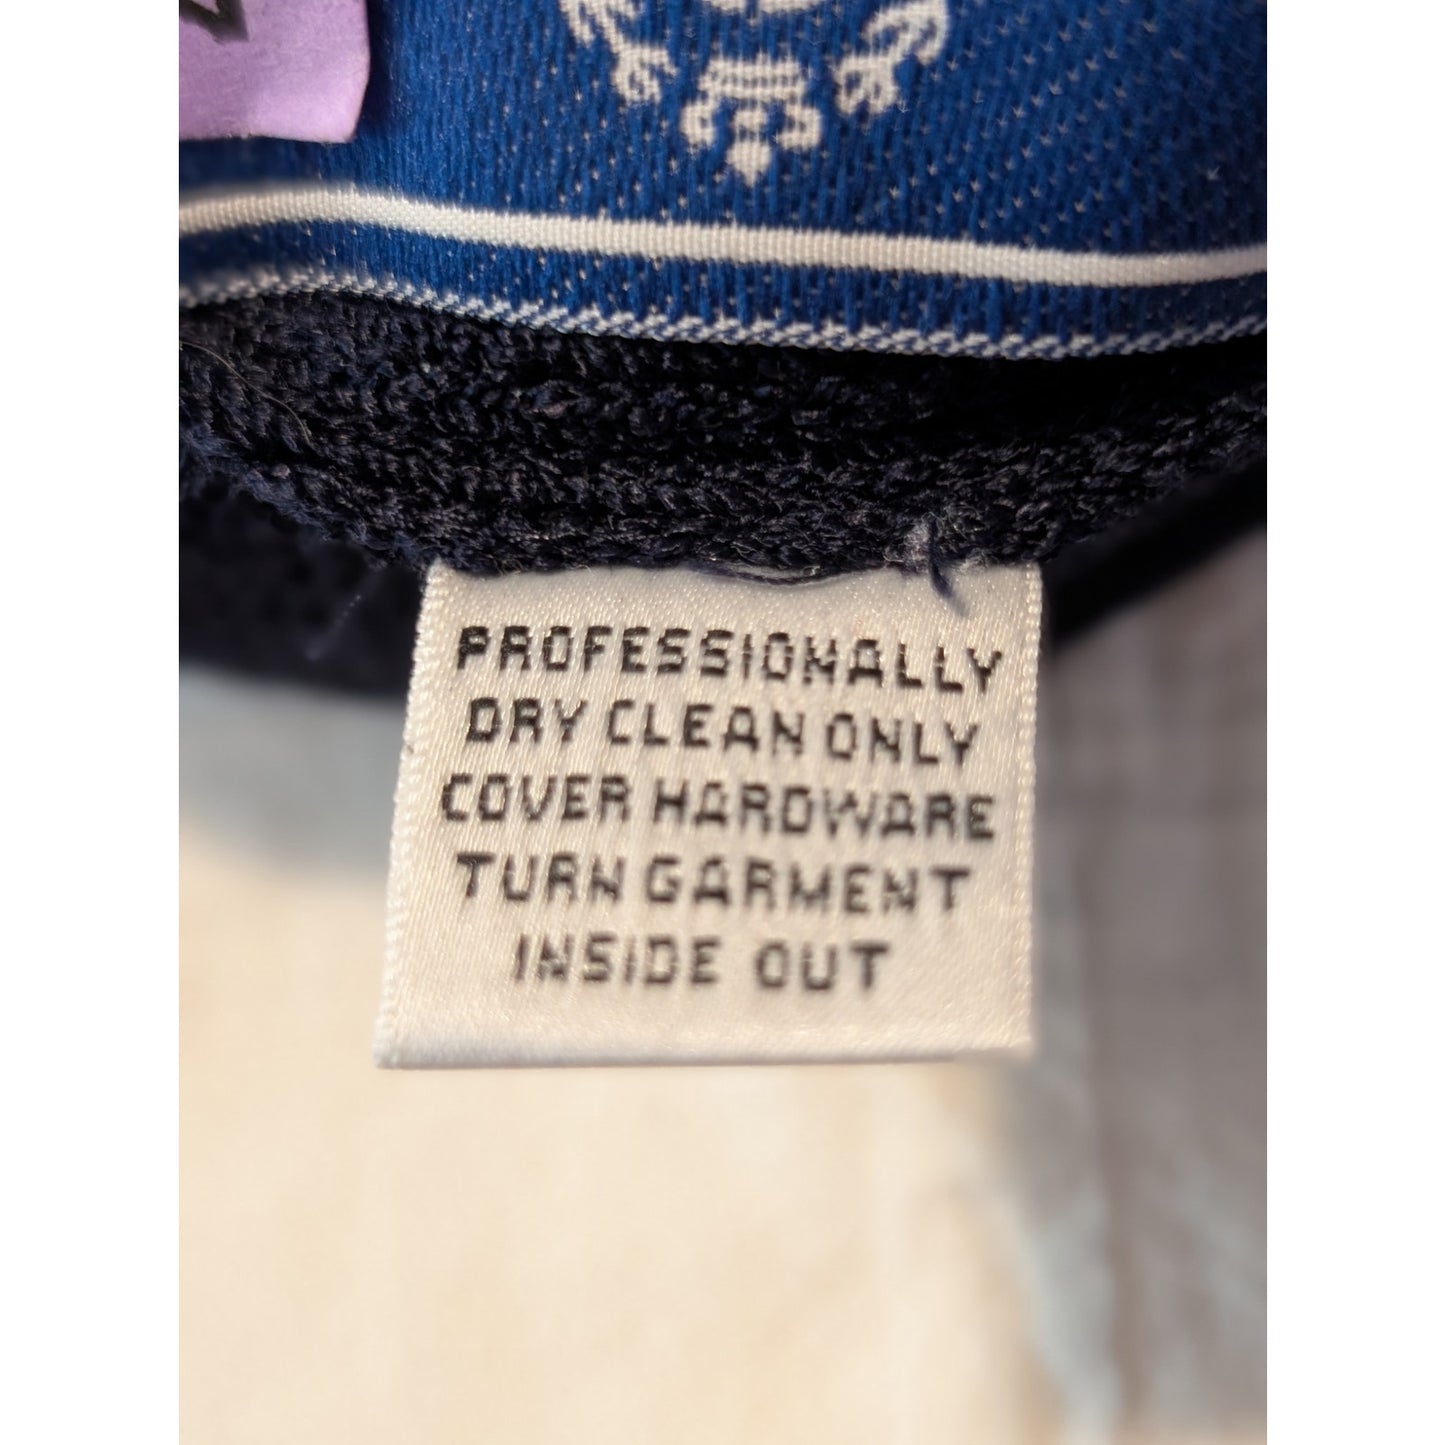 PROFESSIONALLY
DRY CLEAN ONLY
COVER HARDWARE
TURN GARMENT
INSIDE OUT